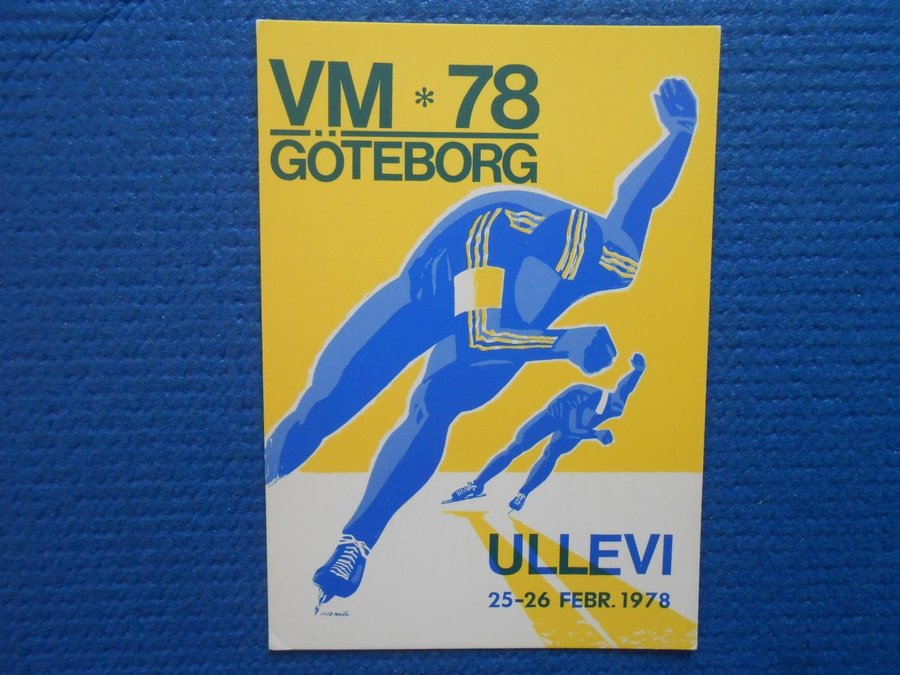 VM * 78
GÖTEBORG
ULLEVI
25-26 FEBR. 1978